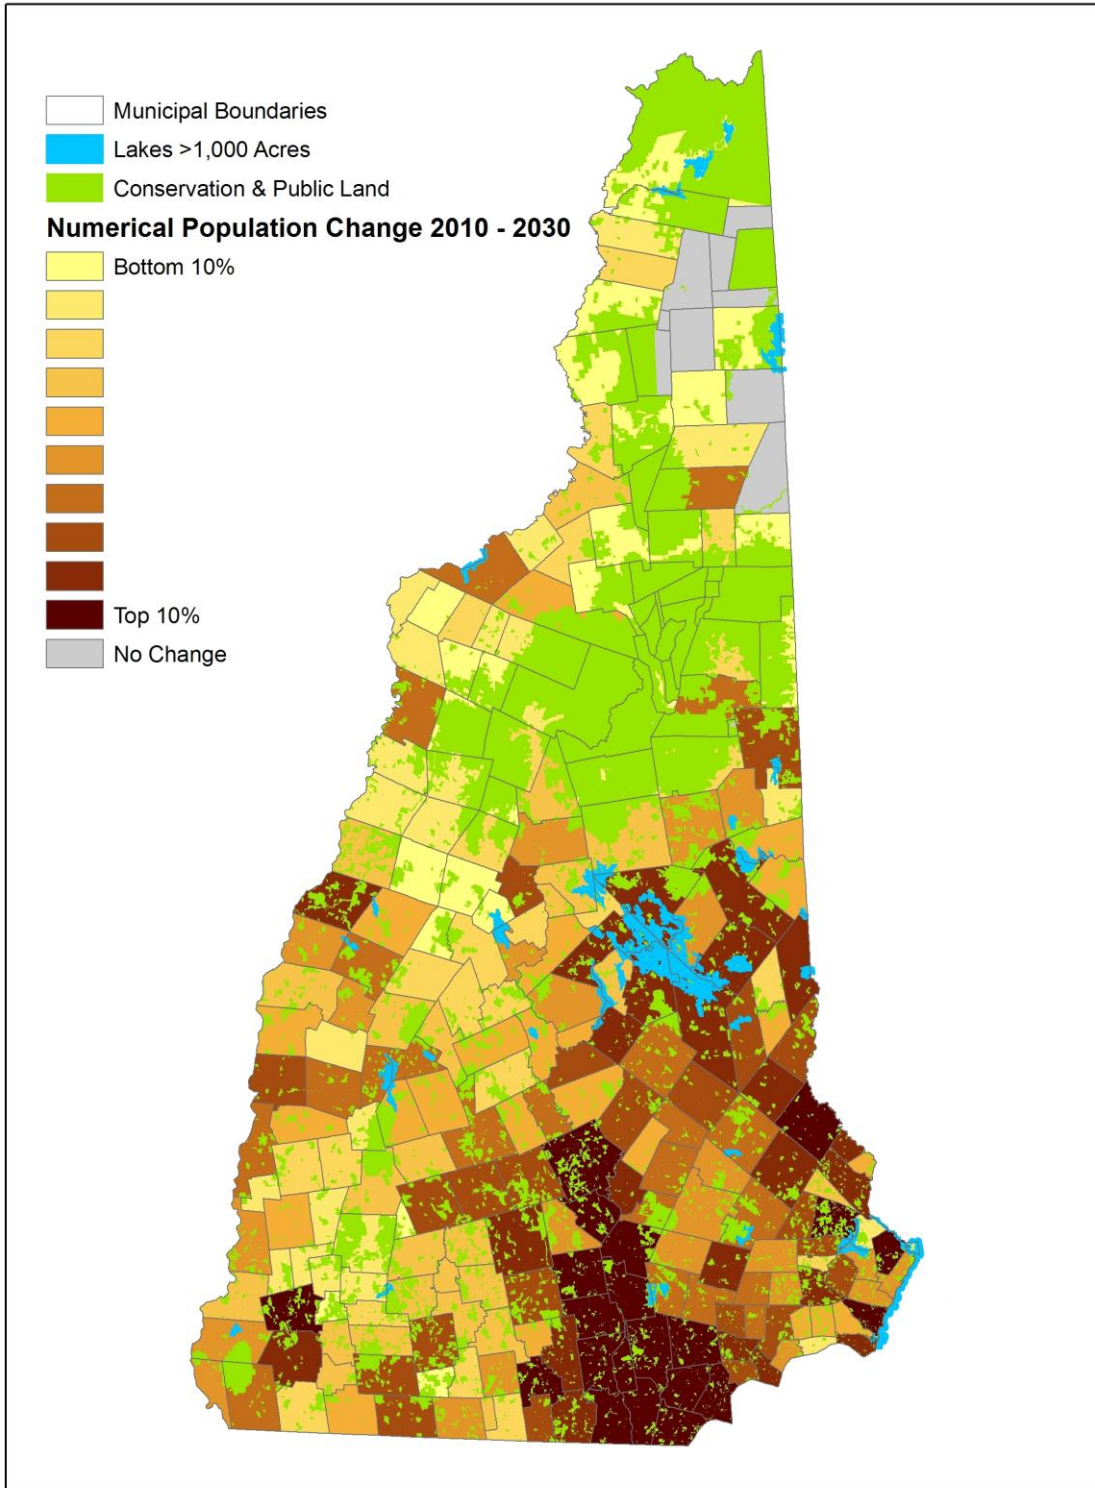 Municipal Boundaries
Lakes >1,000 Acres
Conservation & Public Land
Numerical Population Change 2010 - 2030
Bottom 10%
Top 10%
No Change